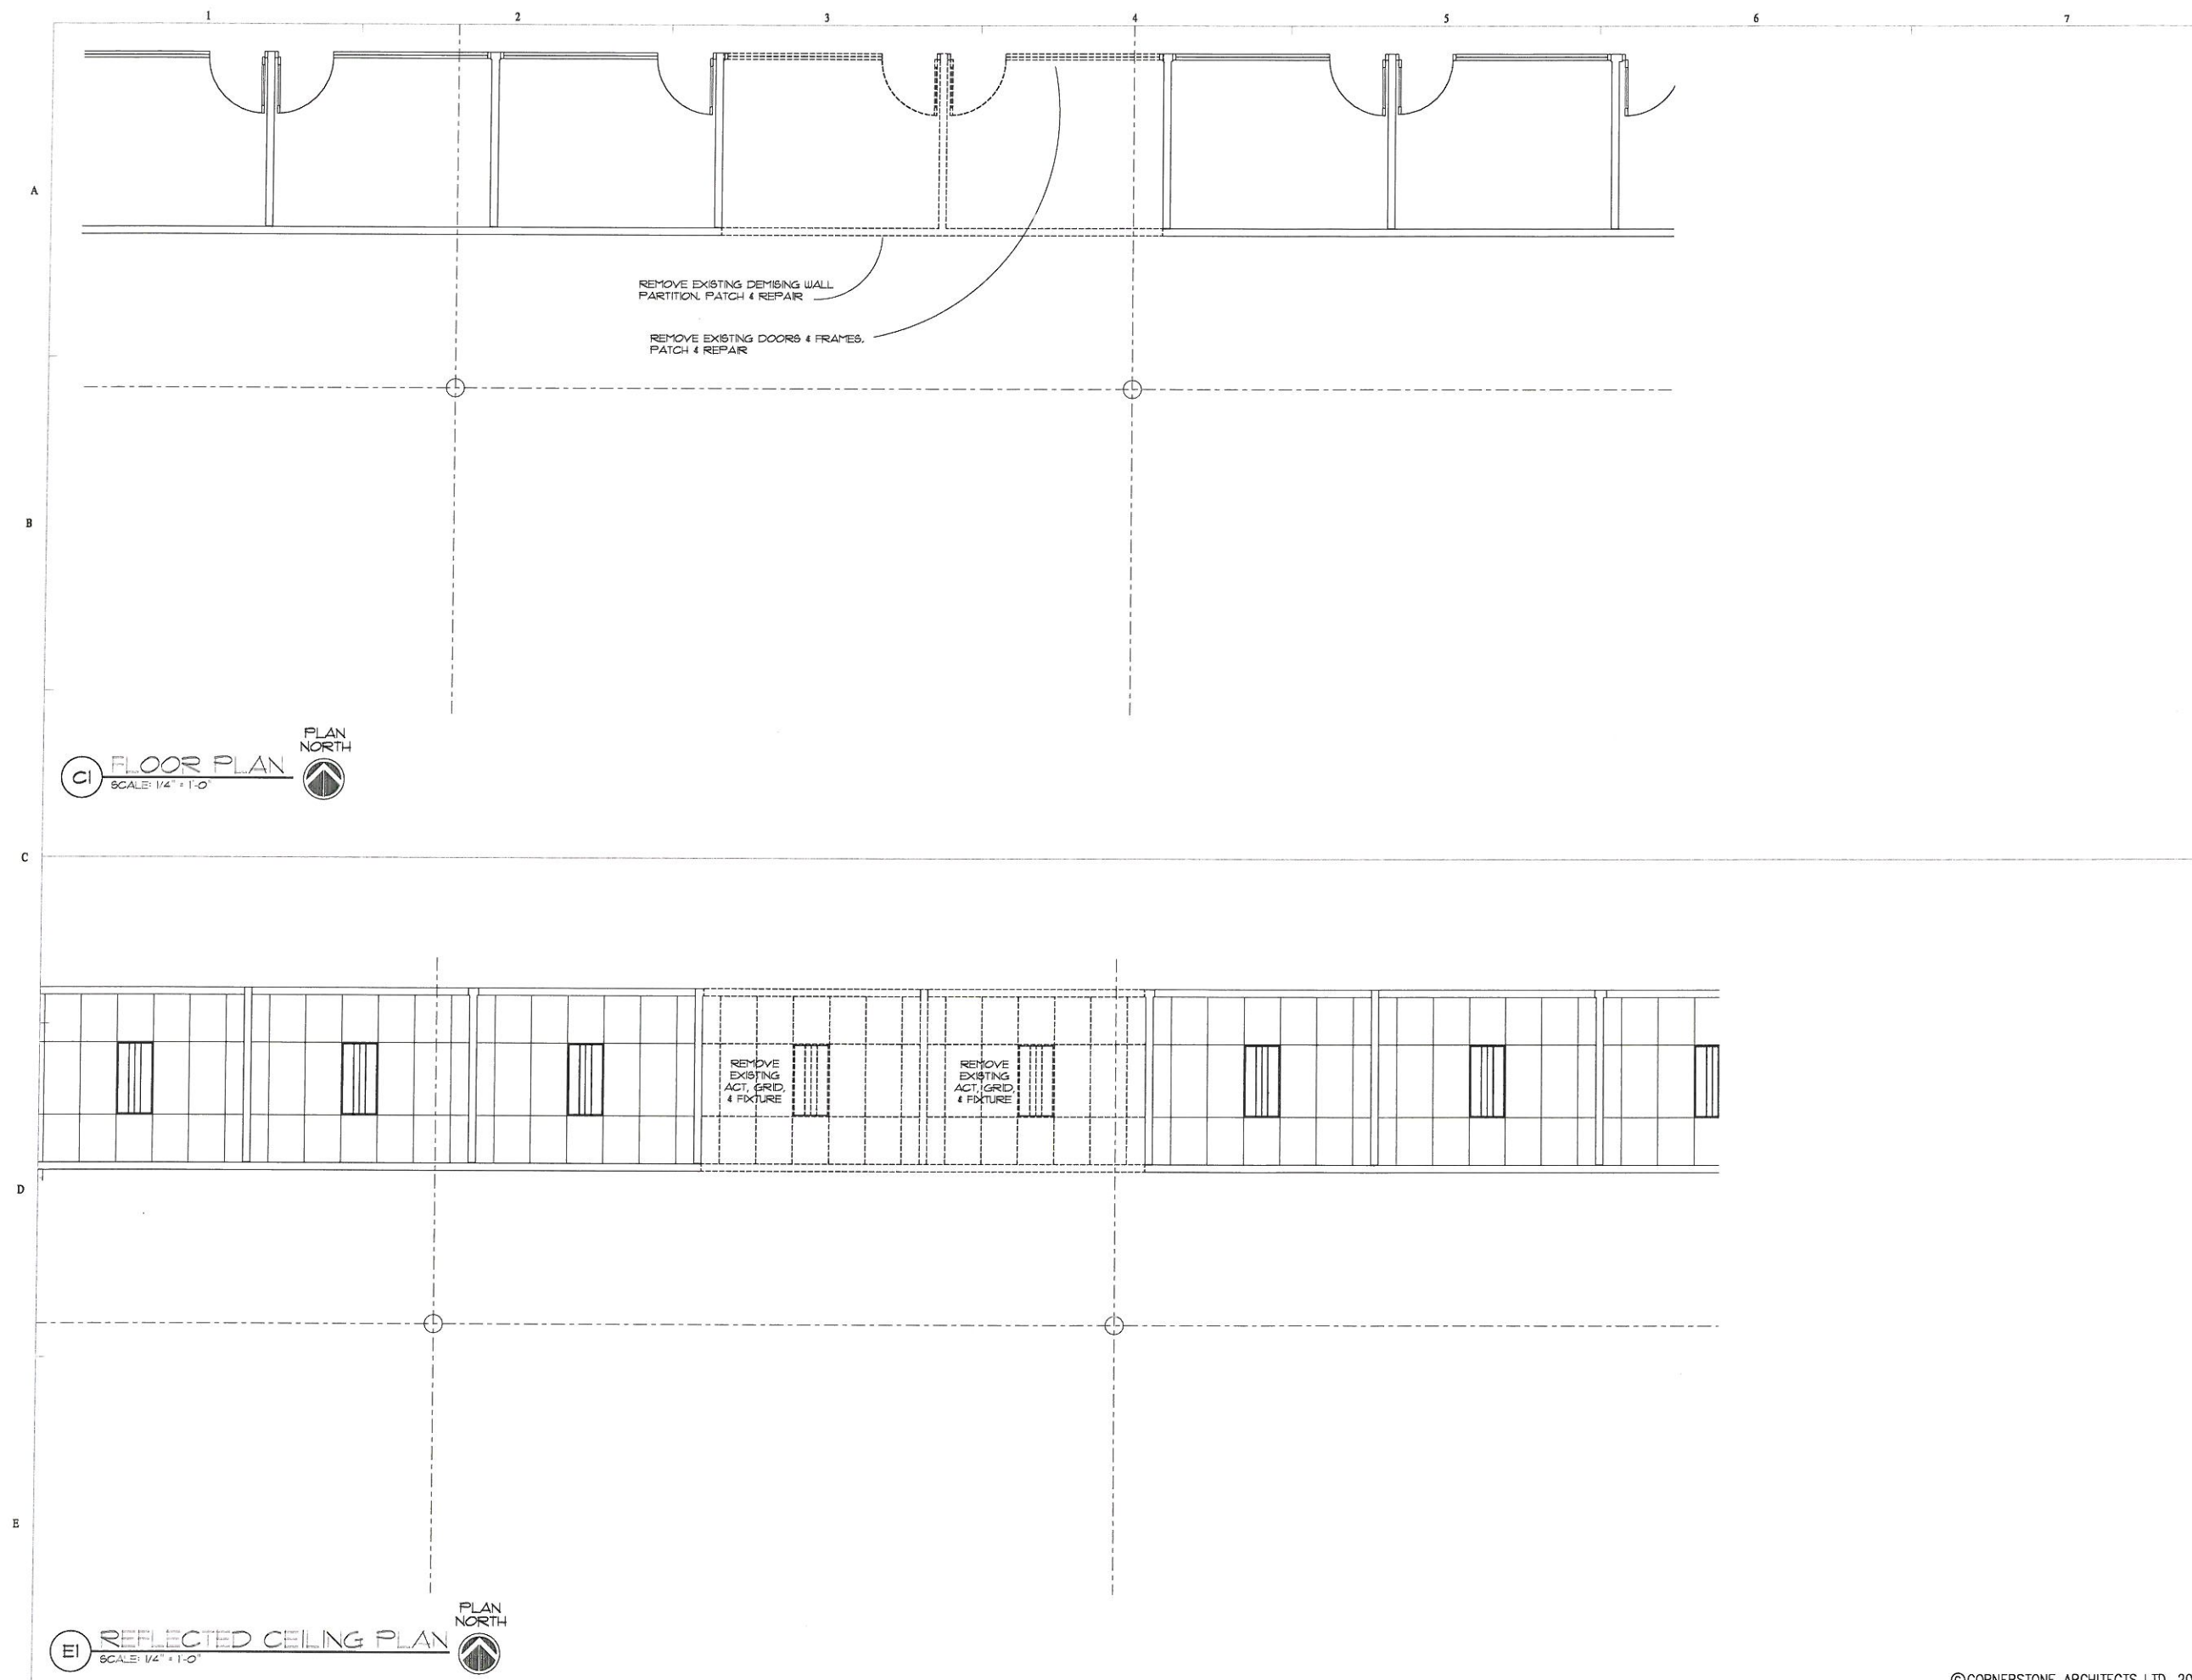 1 2 3 4 5 6 7
A
REMOVE EXISTING DEMISING WALL
PARTITION, PATCH & REPAIR
REMOVE EXISTING DOORS & FRAMES,
PATCH & REPAIR
B
PLAN
NORTH
C1
FLOOR PLAN
SCALE: 1/4" = 1'-0"
C
REMOVE
EXISTING
ACT, GRID,
& FIXTURE
REMOVE
EXISTING
ACT, GRID,
& FIXTURE
D
E
PLAN
NORTH
E1
REFLECTED CEILING PLAN
SCALE: 1/4" = 1'-0"
© CORNERSTONE ARCHITECTS LTD. 20